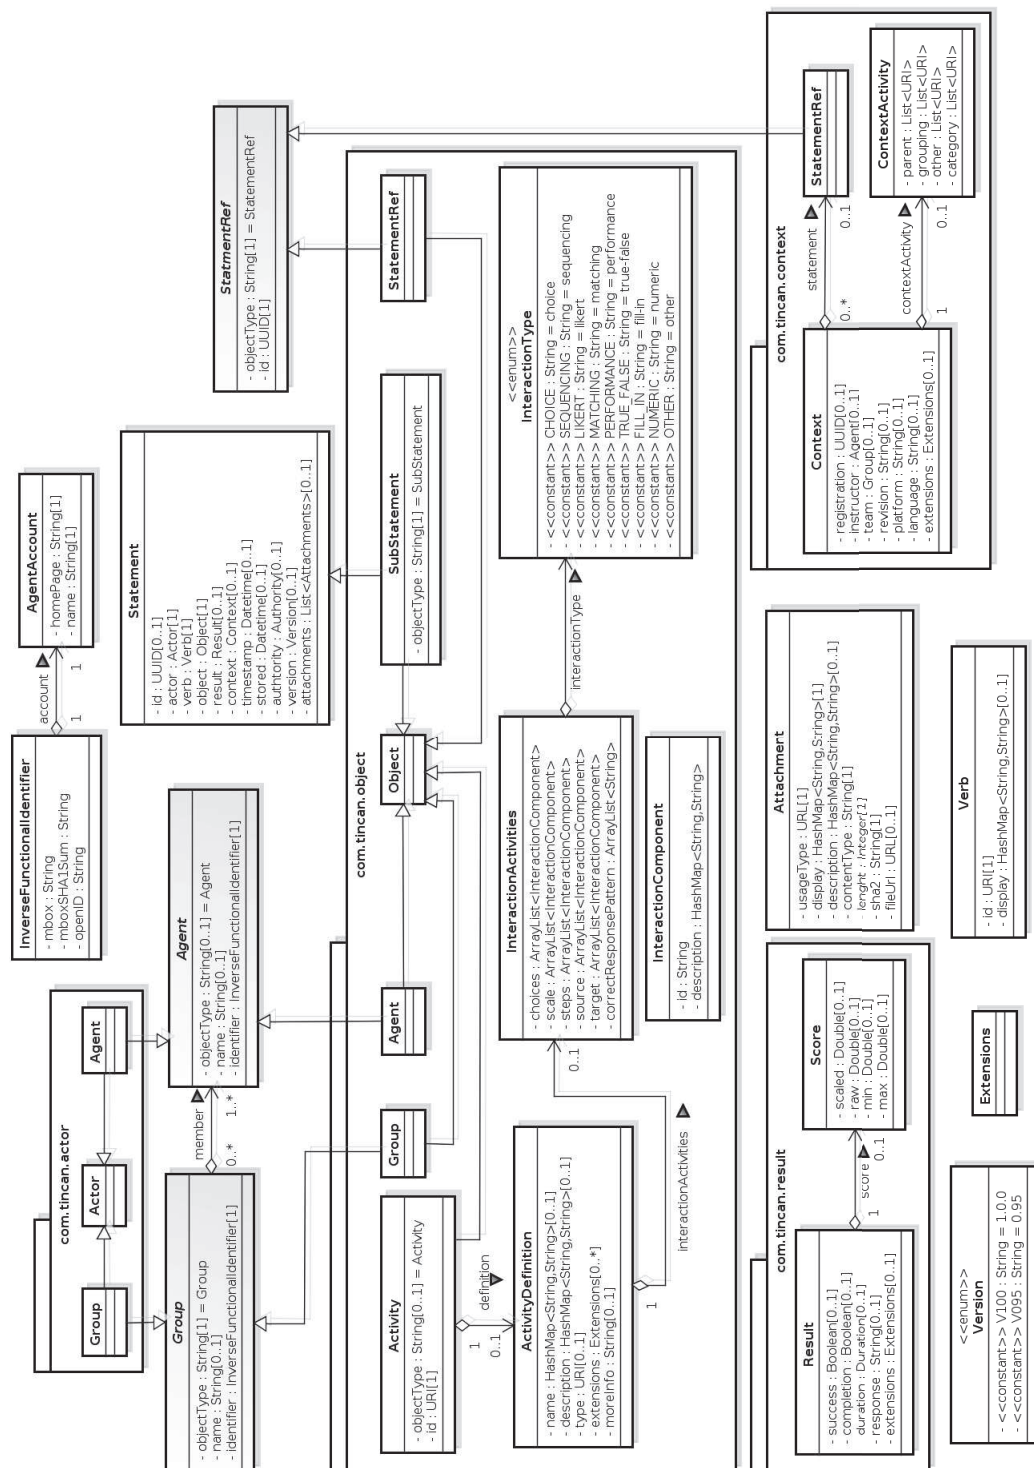 com.tincan.actor
Group
Actor
Agent
InverseFunctionalIdentifier
- mbox : String
- mboxSHA1Sum : String
- openID : String
account
1
1
AgentAccount
- homePage : String[1]
- name : String[1]
Group
- objectType : String[1] = Group
- name : String[0..1]
- identifier : InverseFunctionalIdentifier[1]
member
0..*
1..*
Agent
- objectType : String[0..1] = Agent
- name : String[0..1]
- identifier : InverseFunctionalIdentifier[1]
Statement
- id : UUID[0..1]
- actor : Actor[1]
- verb : Verb[1]
- object : Object[1]
- result : Result[0..1]
- context : Context[0..1]
- timestamp : Datetime[0..1]
- stored : Datetime[0..1]
- authtority : Authority[0..1]
- version : Version[0..1]
- attachments : List<Attachments>[0..1]
StatmentRef
- objectType : String[1] = StatementRef
- id : UUID[1]
com.tincan.object
Activity
- objectType : String[0..1] = Activity
- id : URI[1]
Group
Agent
Object
SubStatement
- objectType : String[1] = SubStatement
StatementRef
definition
1
0..1
ActivityDefinition
- name : HashMap<String,String>[0..1]
- description : HashMap<String,String>[0..1]
- type : URI[0..1]
- extensions : Extensions[0..*]
- moreInfo : String[0..1]
1
interactionActivities
0..1
InteractionActivities
- choices : ArrayList<InteractionComponent>
- scale : ArrayList<InteractionComponent>
- steps : ArrayList<InteractionComponent>
- source : ArrayList<InteractionComponent>
- target : ArrayList<InteractionComponent>
- correctResponsePattern : ArrayList<String>
interactionType
<<enum>>
InteractionType
- <<constant>> CHOICE : String = choice
- <<constant>> SEQUENCING : String = sequencing
- <<constant>> LIKERT : String = likert
- <<constant>> MATCHING : String = matching
- <<constant>> PERFORMANCE : String = performance
- <<constant>> TRUE_FALSE : String = true-false
- <<constant>> FILL_IN : String = fill-in
- <<constant>> NUMERIC : String = numeric
- <<constant>> OTHER : String = other
InteractionComponent
- id : String
- description : HashMap<String,String>
com.tincan.result
Result
- success : Boolean[0..1]
- completion : Boolean[0..1]
- duration : Duration[0..1]
- response : String[0..1]
- extensions : Extensions[0..1]
score
1
0..1
Score
- scaled : Double[0..1]
- raw : Double[0..1]
- min : Double[0..1]
- max : Double[0..1]
Attachment
- usageType : URL[1]
- display : HashMap<String,String>[1]
- description : HashMap<String,String>[0..1]
- contentType : String[1]
- lenght : Integer[1]
- sha2 : String[1]
- fileUrl : URL[0..1]
com.tincan.context
Context
- registration : UUID[0..1]
- instructor : Agent[0..1]
- team : Group[0..1]
- revision : String[0..1]
- platform : String[0..1]
- language : String[0..1]
- extensions : Extensions[0..1]
statement
0..*
0..1
StatementRef
contextActivity
1
0..1
ContextActivity
- parent : List<URI>
- grouping : List<URI>
- other : List<URI>
- category : List<URI>
<<enum>>
Version
- <<constant>> V100 : String = 1.0.0
- <<constant>> V095 : String = 0.95
Extensions
Verb
- id : URI[1]
- display : HashMap<String,String>[0..1]